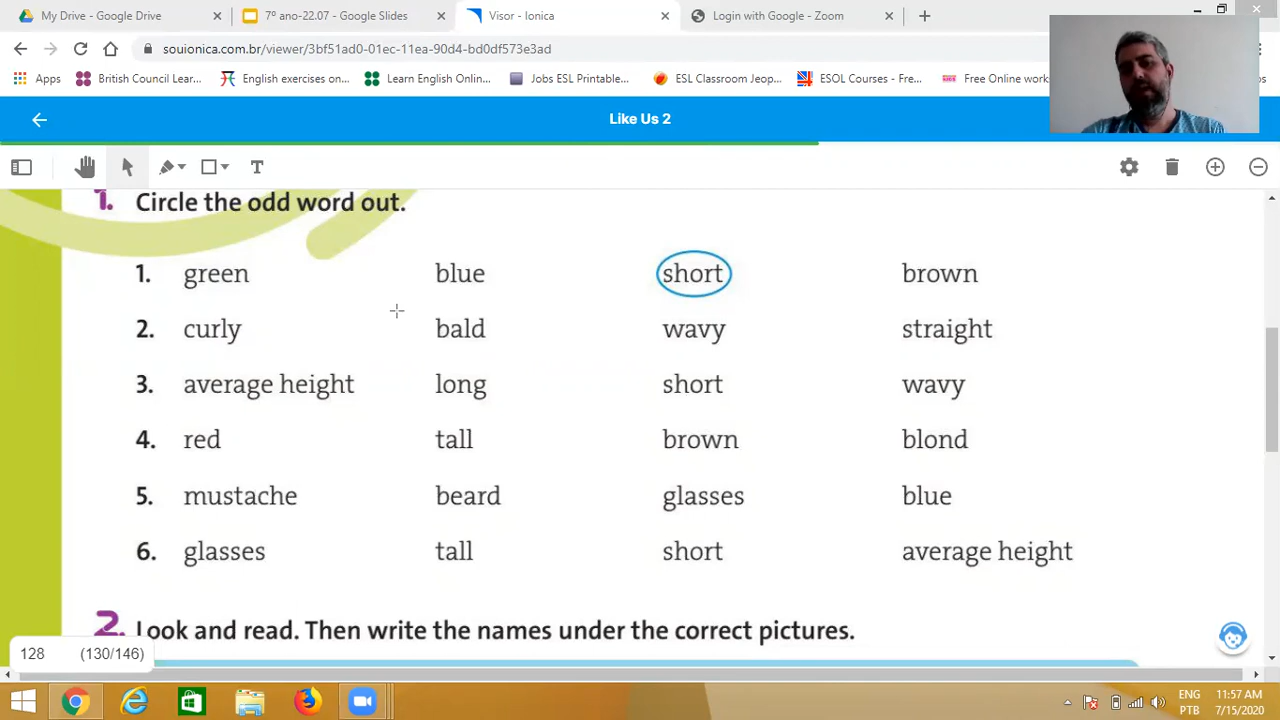 My Drive - Google Drive
7º ano-22.07 - Google Slides
Visor - Ionica
Login with Google - Zoom
souionica.com.br/viewer/3bf51ad0-01ec-11ea-90d4-bd0df573e3ad
Apps
British Council Lear...
English exercises on...
Learn English Onlin...
Jobs ESL Printable...
ESL Classroom Jeop...
ESOL Courses - Fre...
Free Online works
Like Us 2
T
1. Circle the odd word out.
1. green blue short brown
2. curly bald wavy straight
3. average height long short wavy
4. red tall brown blond
5. mustache beard glasses blue
6. glasses tall short average height
2. Look and read. Then write the names under the correct pictures.
128 (130/146)
ENG 11:57 AM
PTB 7/15/2020